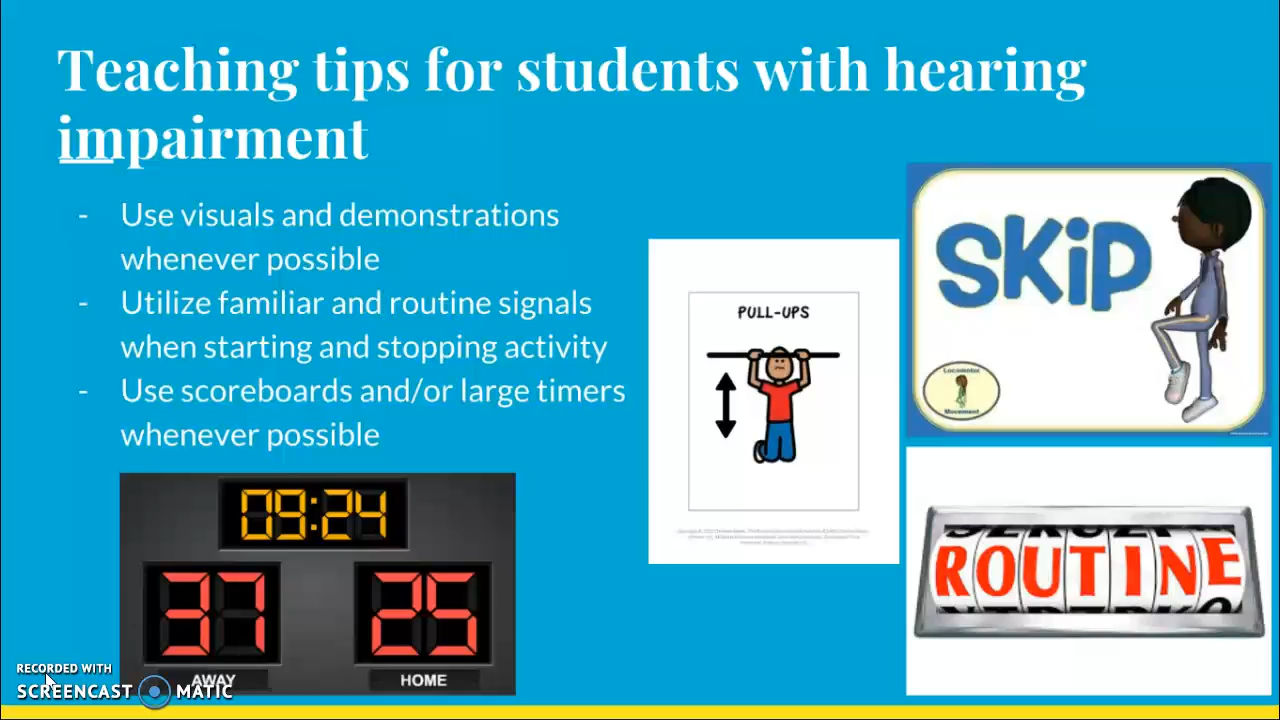 Teaching tips for students with hearing
impairment
- Use visuals and demonstrations
whenever possible
- Utilize familiar and routine signals
when starting and stopping activity
- Use scoreboards and/or large timers
whenever possible
SKIP
Locomotor
Movement
PULL-UPS
ROUTINE
09:24
37 25
AWAY HOME
RECORDED WITH
SCREENCAST MATIC